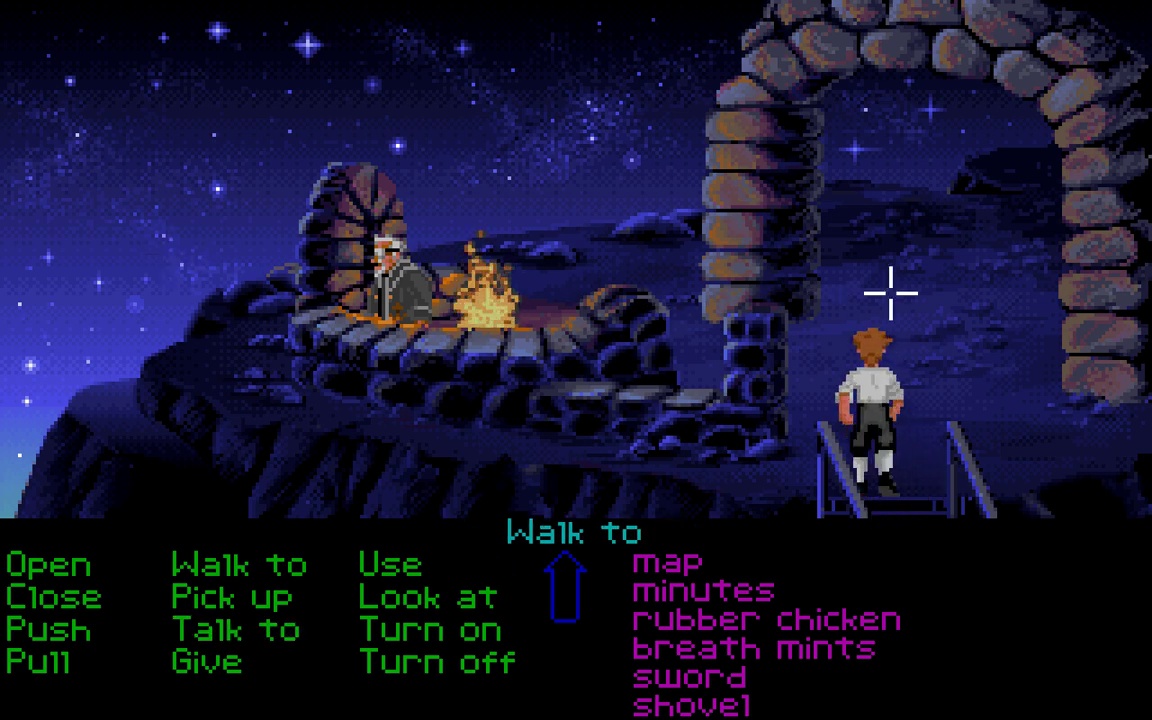 Walk to
Open Walk to Use
Close Pick up Look at
Push Talk to Turn on
Pull Give Turn off
map
minutes
rubber chicken
breath mints
sword
shovel